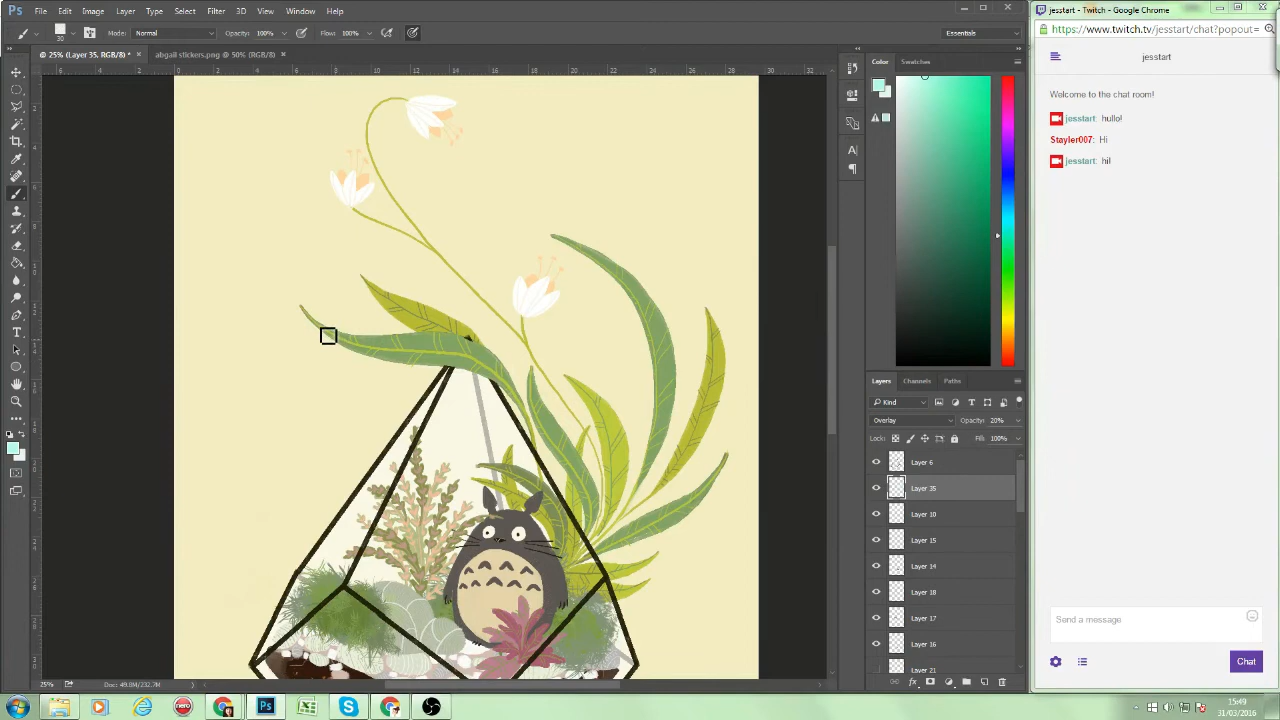 File Edit Image Layer Type Select Filter 3D View Window Help
30 Mode: Normal Opacity: 100% Flow: 100% Essentials
@ 25% (Layer 35, RGB/8) * × abgail stickers.png @ 50% (RGB/8) ×
Color Swatches
Layers Channels Paths
Kind
Overlay Opacity: 20%
Lock: Fill: 100%
Layer 6
Layer 35
Layer 10
Layer 15
Layer 14
Layer 18
Layer 17
Layer 16
Layer 21
25% Doc: 49.8M/232.7M
jesstart - Twitch - Google Chrome
https://www.twitch.tv/jesstart/chat?popout=
jesstart
Welcome to the chat room!
jesstart: hullo!
Stayler007: Hi
jesstart: hi!
Send a message
Chat
15:49
31/03/2016